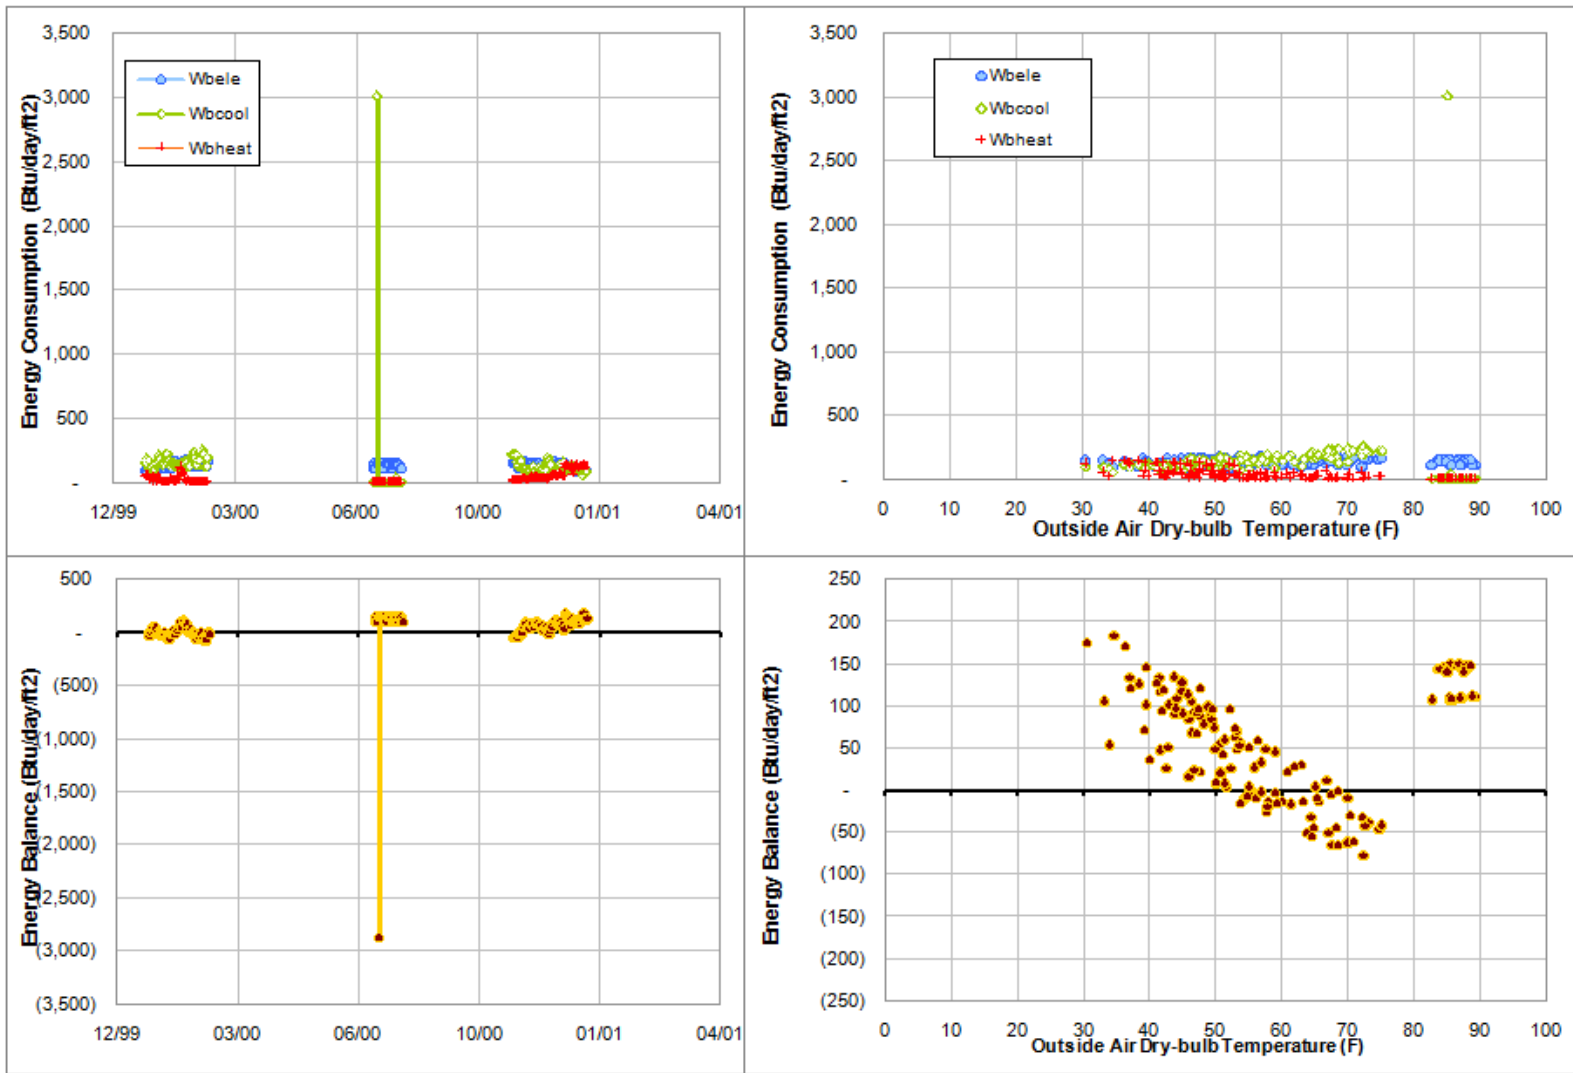 3,500
3,000
2,500
2,000
1,500
1,000
500
-
Energy Consumption (Btu/day/ft2)
Wbele
Wbcool
Wbheat
12/99 03/00 06/00 10/00 01/01 04/01
3,500
3,000
2,500
2,000
1,500
1,000
500
-
Energy Consumption (Btu/day/ft2)
Wbele
Wbcool
Wbheat
0 10 20 30 40 50 60 70 80 90 100
Outside Air Dry-bulb Temperature (F)
500
-
(500)
(1,000)
(1,500)
(2,000)
(2,500)
(3,000)
(3,500)
Energy Balance (Btu/day/ft2)
12/99 03/00 06/00 10/00 01/01 04/01
250
200
150
100
50
-
(50)
(100)
(150)
(200)
(250)
Energy Balance (Btu/day/ft2)
0 10 20 30 40 50 60 70 80 90 100
Outside Air Dry-bulb Temperature (F)